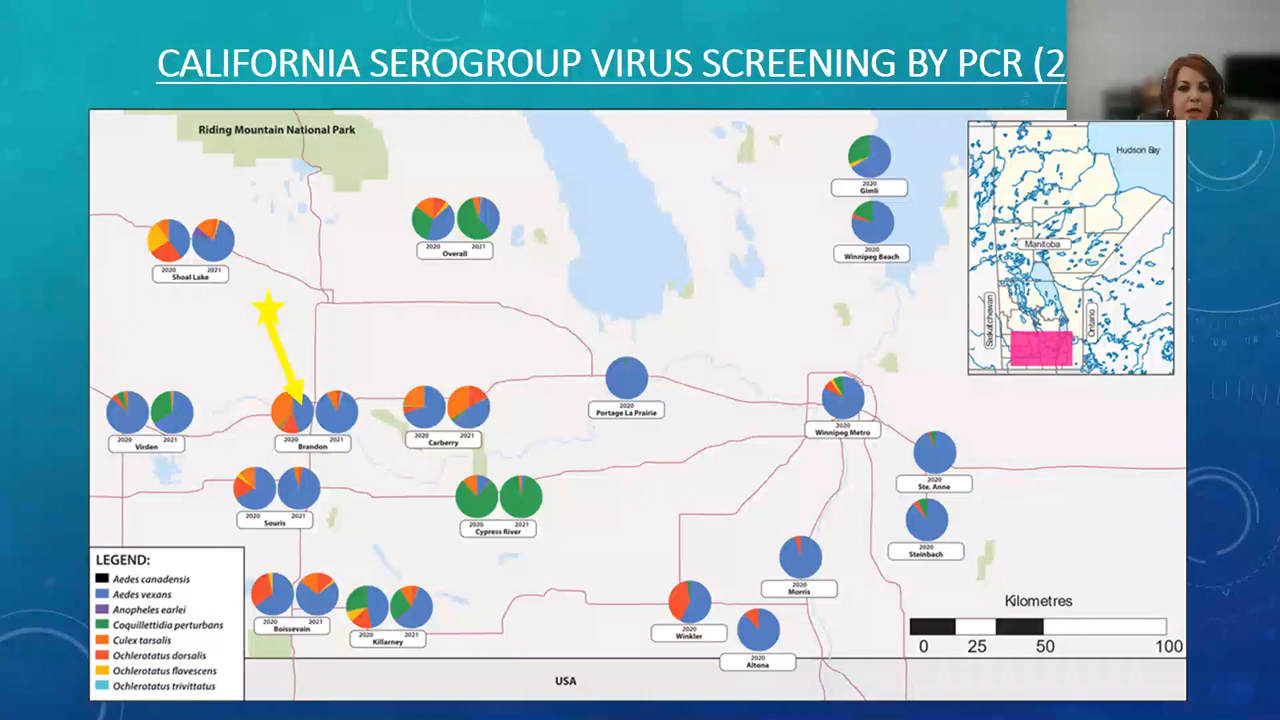 CALIFORNIA SEROGROUP VIRUS SCREENING BY PCR (2
Riding Mountain National Park
Hudson Bay
Manitoba
Saskatchewan
Ontario
2020
Gimli
2020
Winnipeg Beach
2020 2021
Overall
2020 2021
Shoal Lake
2020
Portage La Prairie
2020
Winnipeg Metro
2020 2021
Virden
2020 2021
Brandon
2020 2021
Carberry
2020
Ste. Anne
2020 2021
Souris
2020 2021
Cypress River
2020
Steinbach
2020
Morris
2020 2021
Boissevain
2020 2021
Killarney
2020
Winkler
2020
Altona
LEGEND:
Aedes canadensis
Aedes vexans
Anopheles earlei
Coquillettidia perturbans
Culex tarsalis
Ochlerotatus dorsalis
Ochlerotatus flavescens
Ochlerotatus trivittatus
Kilometres
0 25 50 100
USA